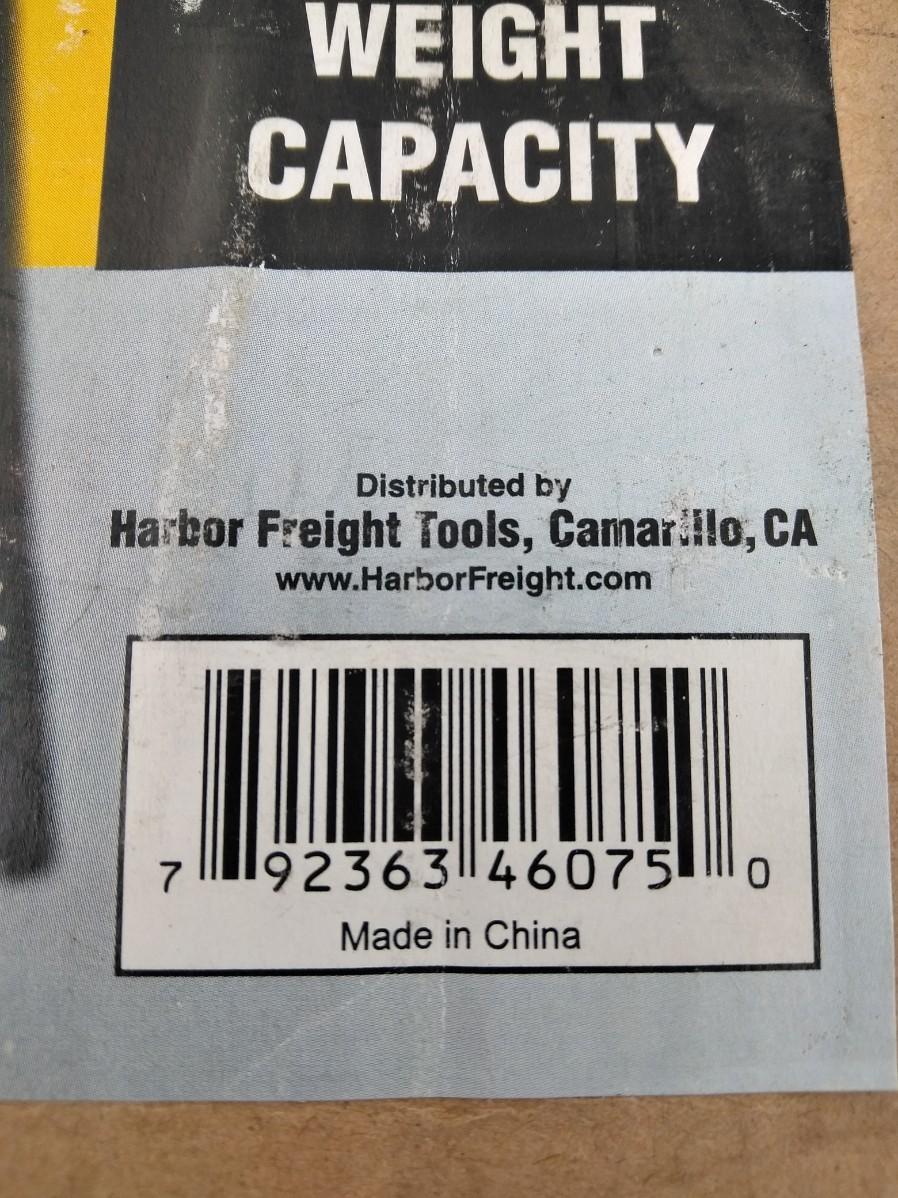 WEIGHT
CAPACITY
Distributed by
Harbor Freight Tools, Camarillo, CA
www.HarborFreight.com
7 92363 46075 0
Made in China